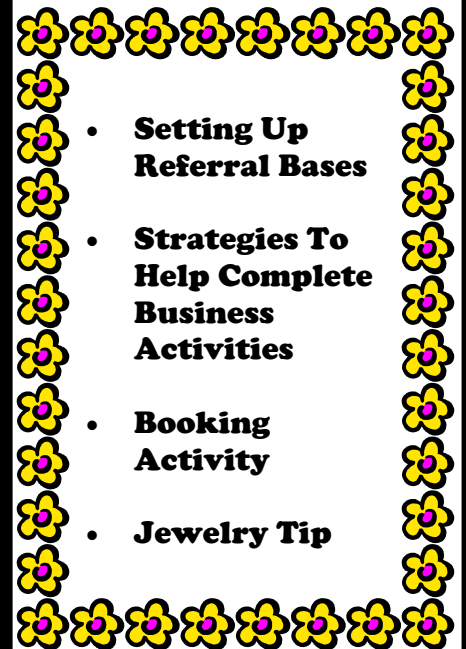 • Setting Up
Referral Bases
• Strategies To
Help Complete
Business
Activities
• Booking
Activity
• Jewelry Tip